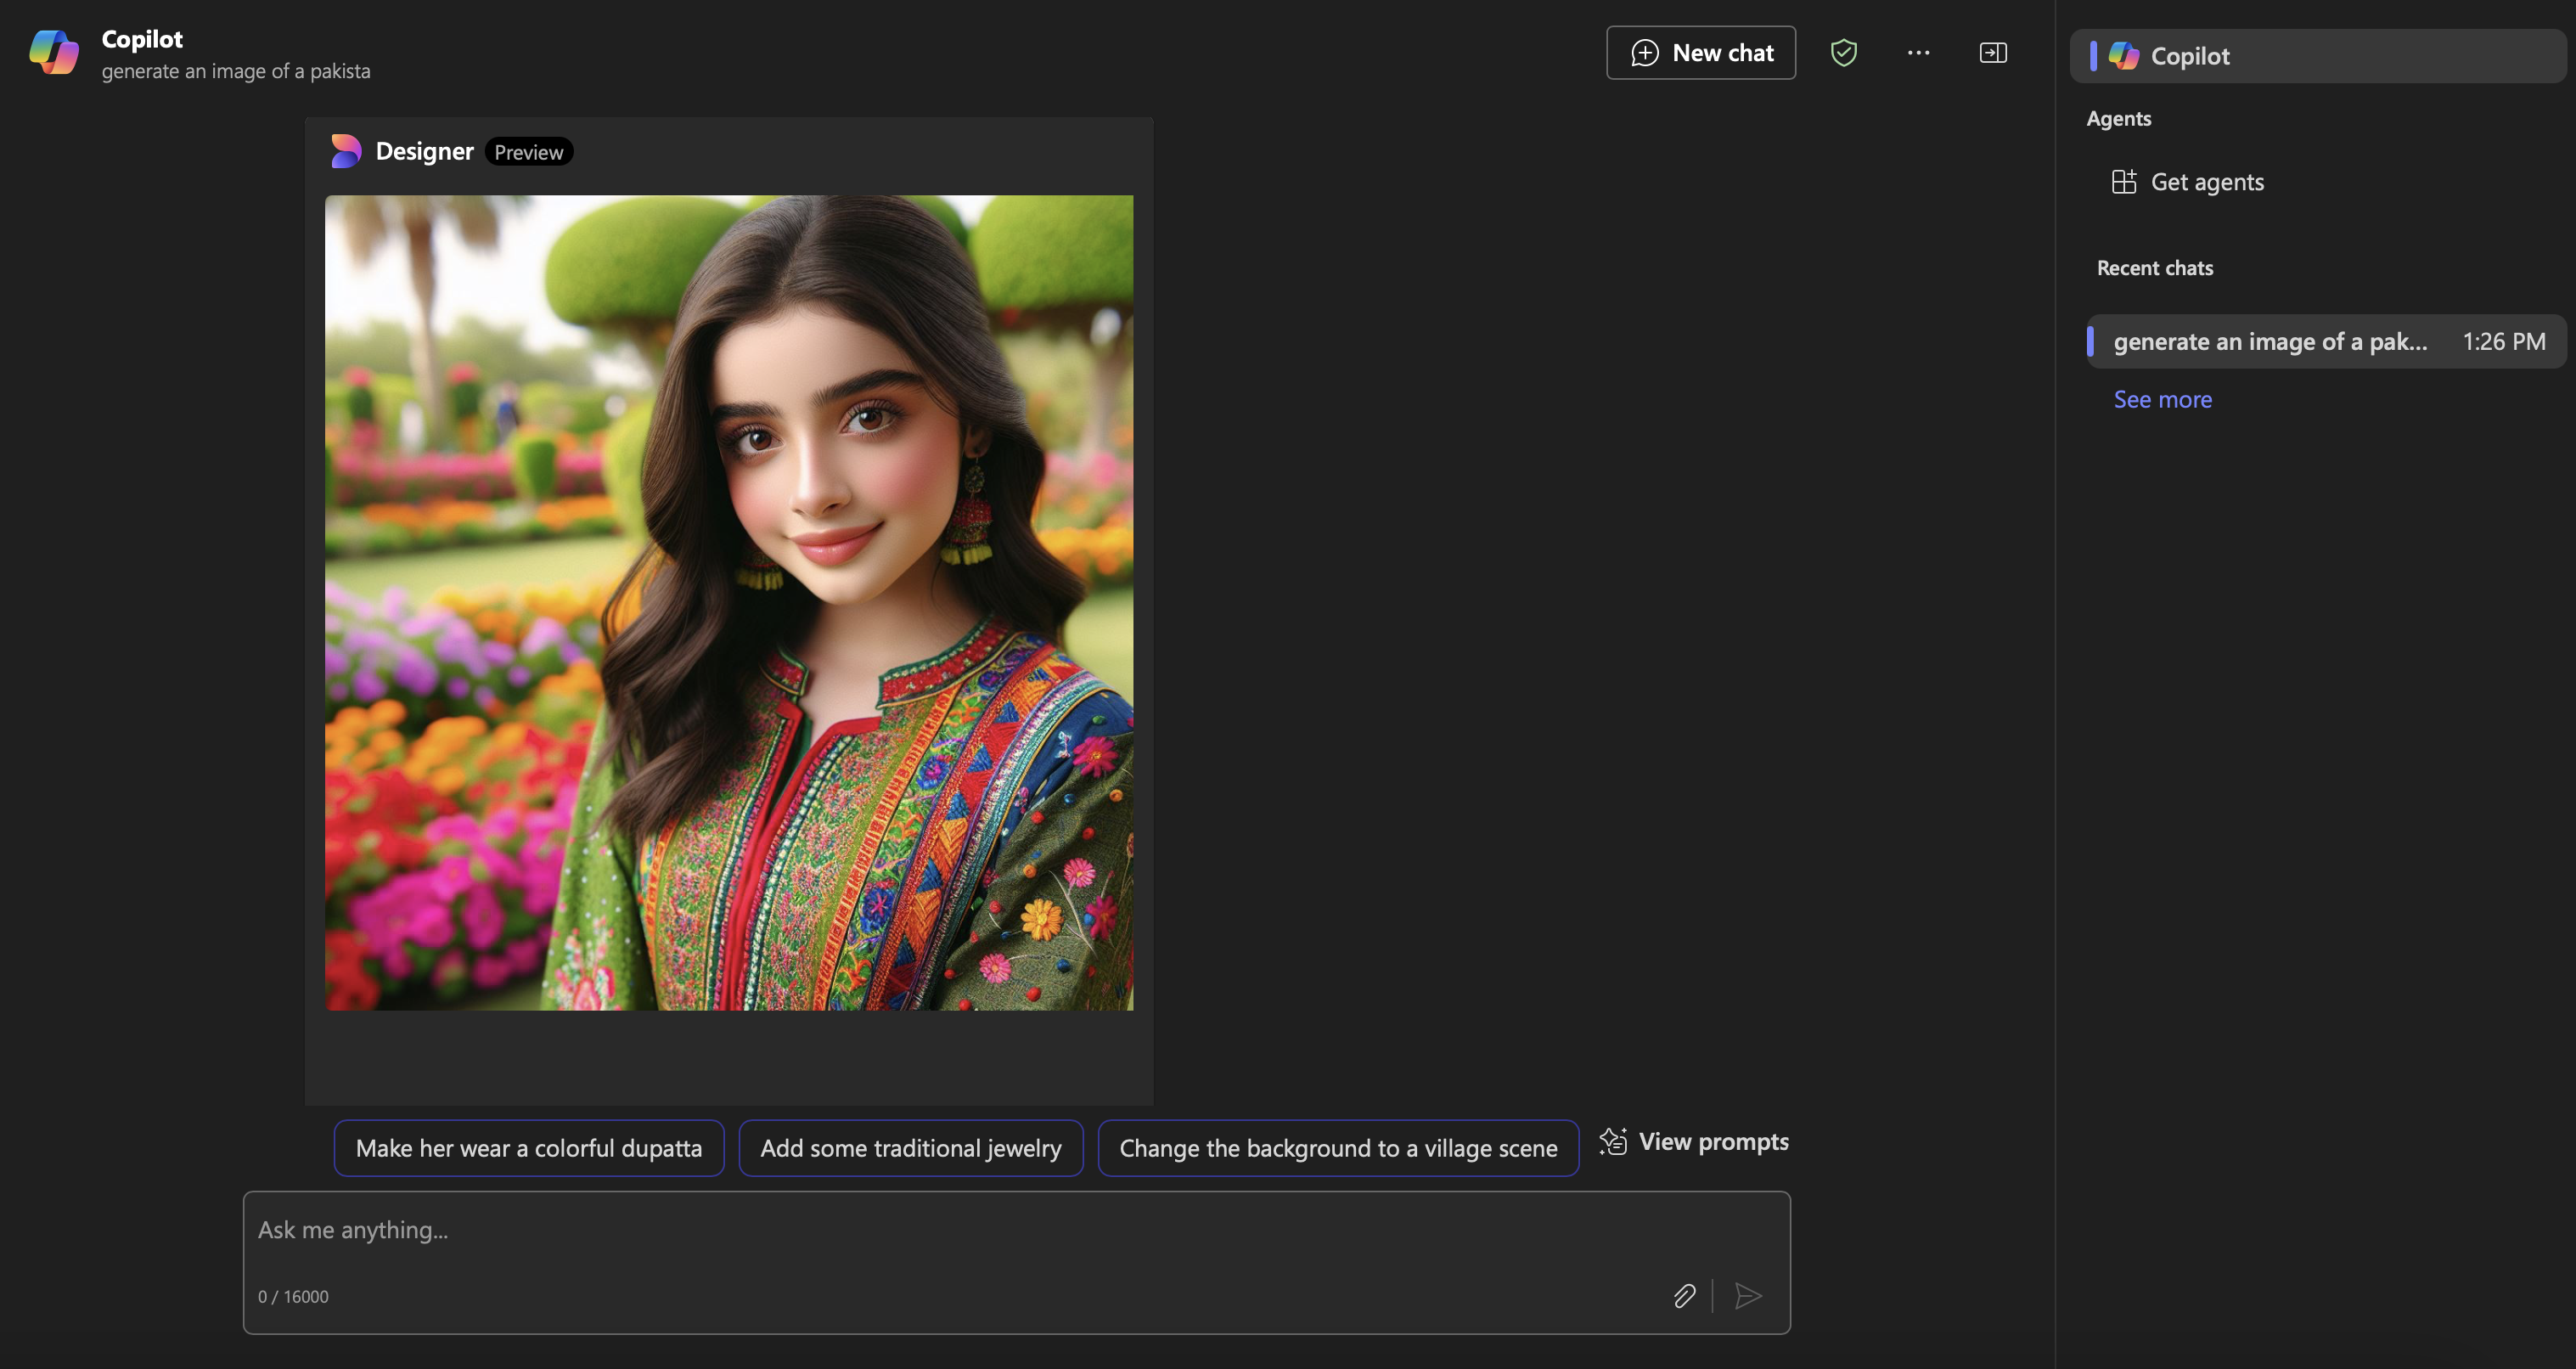 Copilot
generate an image of a pakista
New chat
Designer
Preview
Make her wear a colorful dupatta
Add some traditional jewelry
Change the background to a village scene
View prompts
Ask me anything...
0 / 16000
Copilot
Agents
Get agents
Recent chats
generate an image of a pak... 1:26 PM
See more